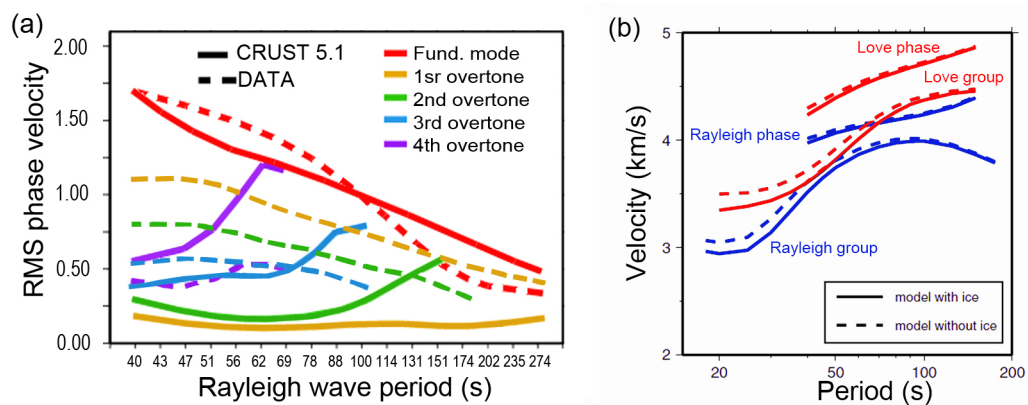 (a)
2.00
1.50
1.00
0.50
0.00
RMS phase velocity
CRUST 5.1
DATA
Fund. mode
1sr overtone
2nd overtone
3rd overtone
4th overtone
40 43 47 51 56 62 69 78 88 100 114 131 151 174 202 235 274
Rayleigh wave period (s)
(b)
5
4
3
2
Velocity (km/s)
Love phase
Love group
Rayleigh phase
Rayleigh group
model with ice
model without ice
20 100 200
Period (s)